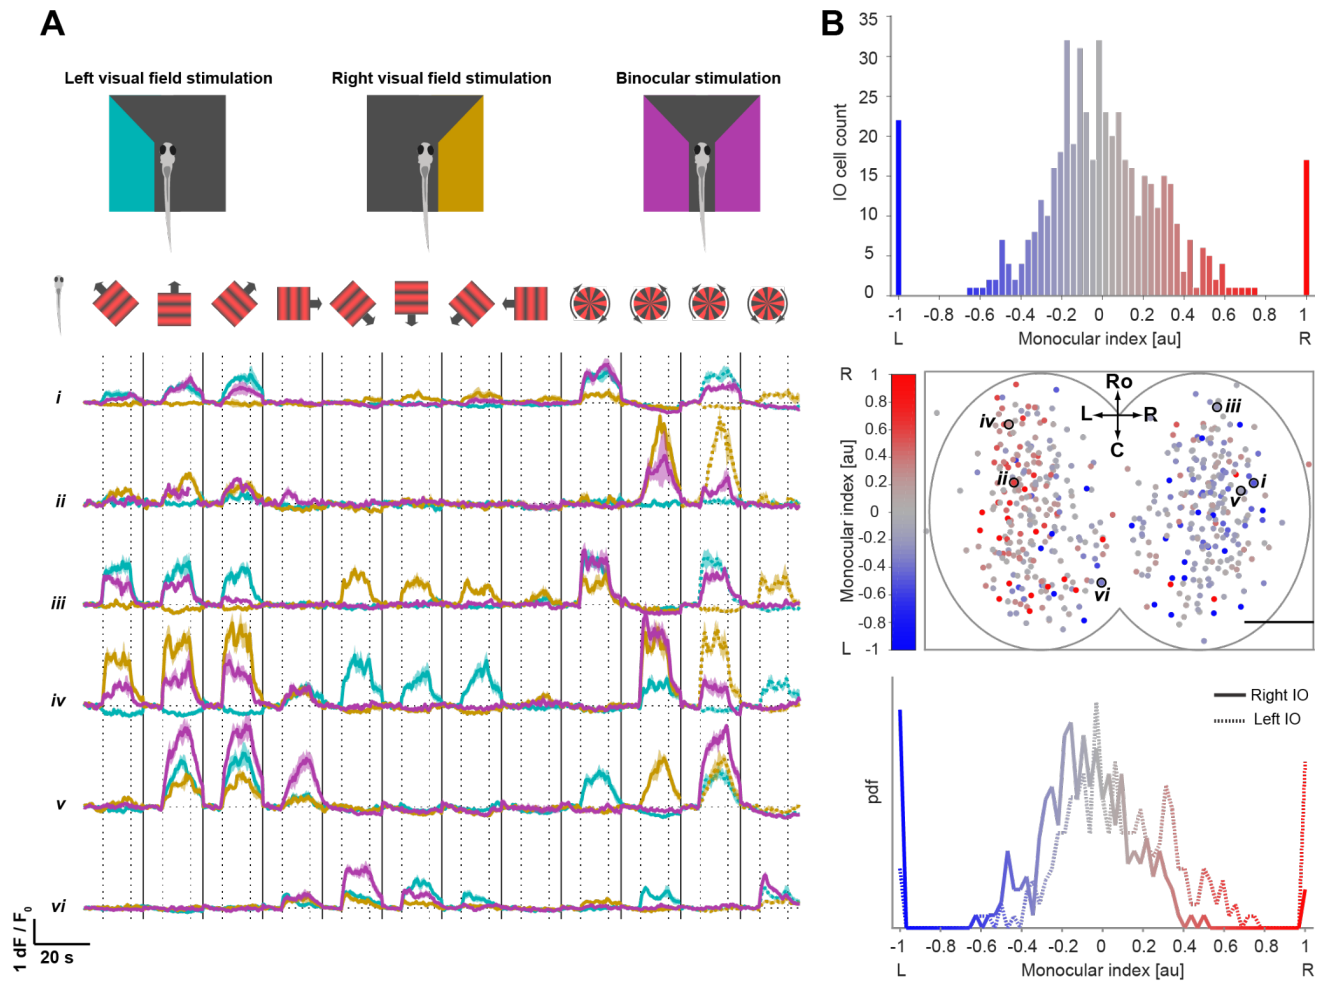 A
B
Left visual field stimulation
Right visual field stimulation
Binocular stimulation
i
ii
iii
iv
v
vi
1 dF / F0
20 s
35
30
25
20
15
10
5
0
IO cell count
-1 -0.8 -0.6 -0.4 -0.2 0 0.2 0.4 0.6 0.8 1
L Monocular index [au] R
R
1
0.8
0.6
0.4
0.2
0
-0.2
-0.4
-0.6
-0.8
-1
L
Monocular index [au]
Ro
L R
C
iv
iii
ii
i
v
vi
Right IO
Left IO
pdf
-1 -0.8 -0.6 -0.4 -0.2 0 0.2 0.4 0.6 0.8 1
L Monocular index [au] R